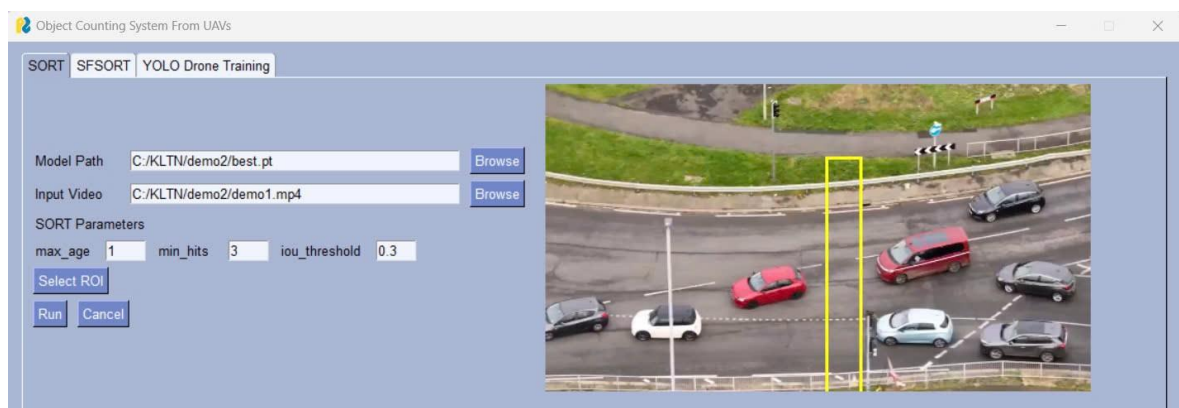 Object Counting System From UAVs
SORT SFSORT YOLO Drone Training
Model Path C:/KLTN/demo2/best.pt Browse
Input Video C:/KLTN/demo2/demo1.mp4 Browse
SORT Parameters
max_age 1 min_hits 3 iou_threshold 0.3
Select ROI
Run Cancel